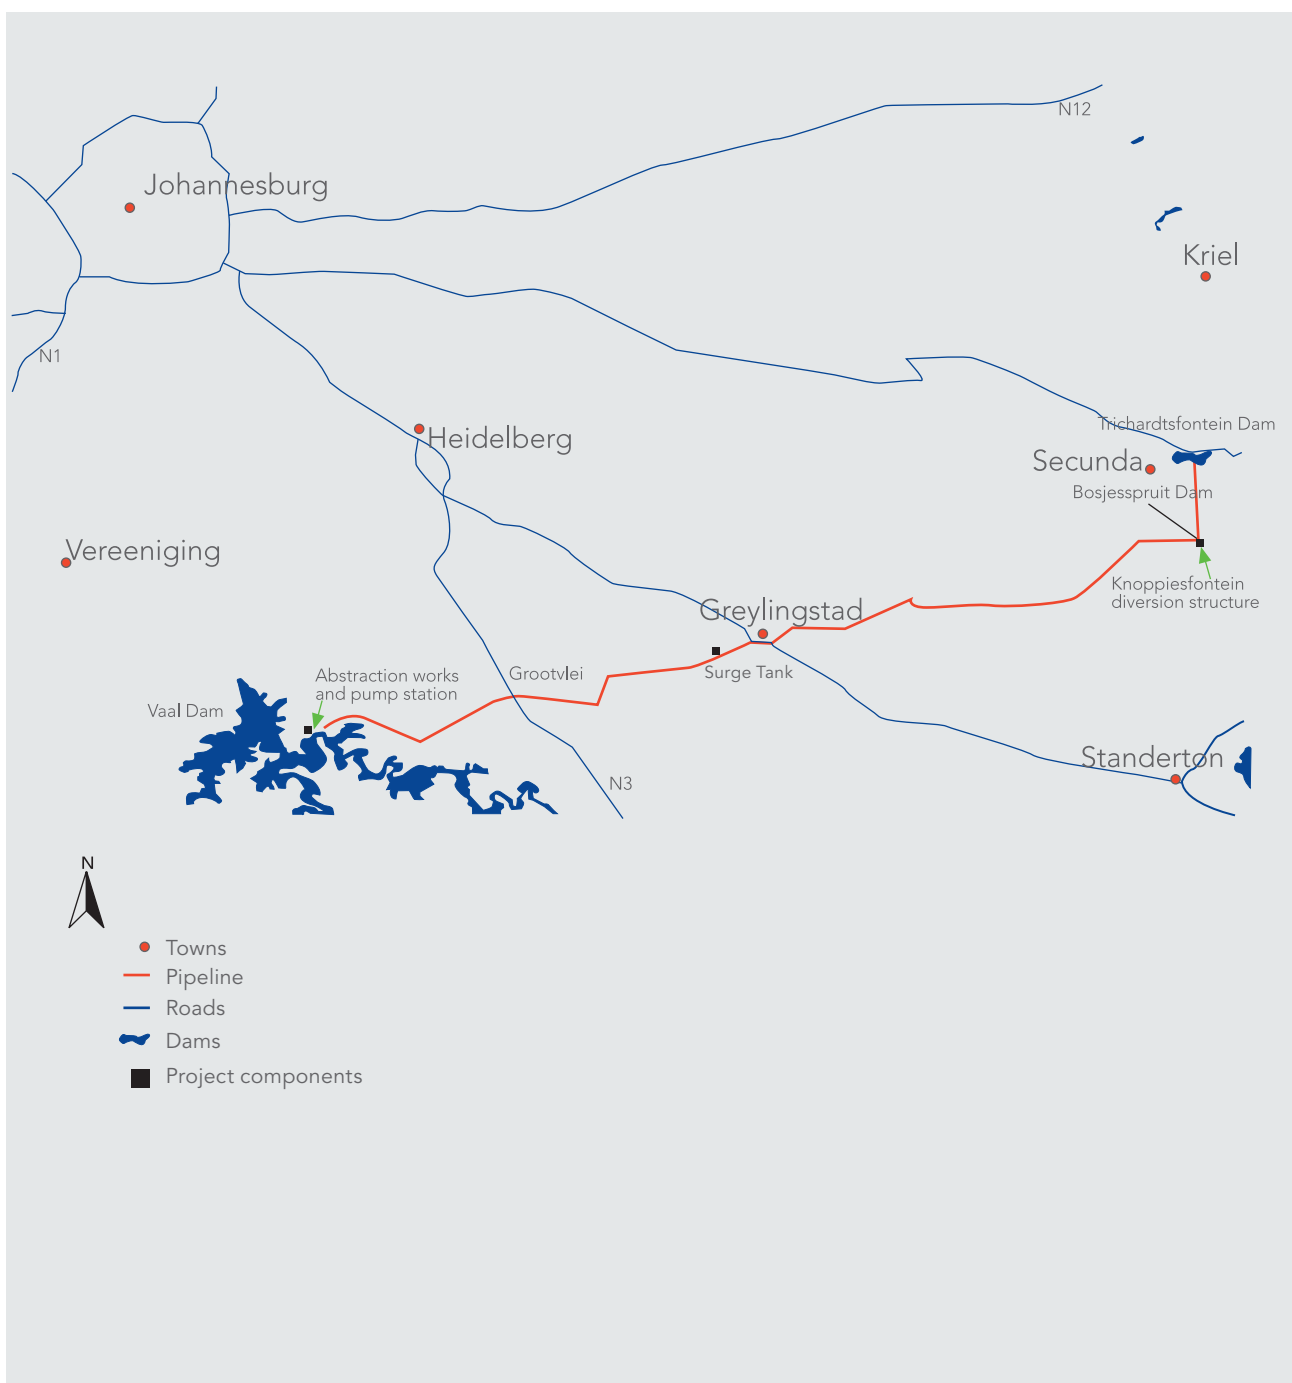 N12
Johannesburg
Kriel
N1
Trichardtsfontein Dam
Heidelberg
Secunda
Bosjesspruit Dam
Vereeniging
Knoppiesfontein
diversion structure
Greylingstad
Abstraction works
and pump station
Grootvlei
Surge Tank
Vaal Dam
Standerton
N3
N
Towns
Pipeline
Roads
Dams
Project components